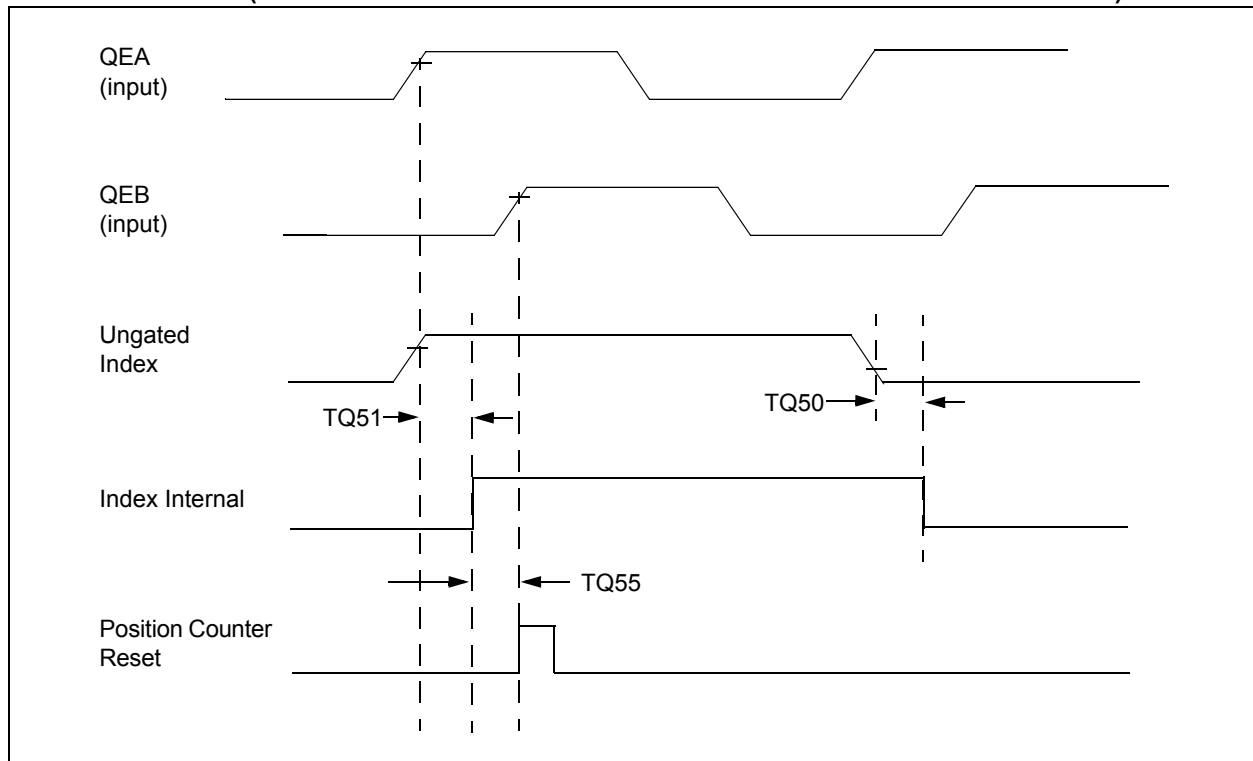 QEA
(input)
QEB
(input)
Ungated
Index
TQ51
TQ50
Index Internal
TQ55
Position Counter
Reset